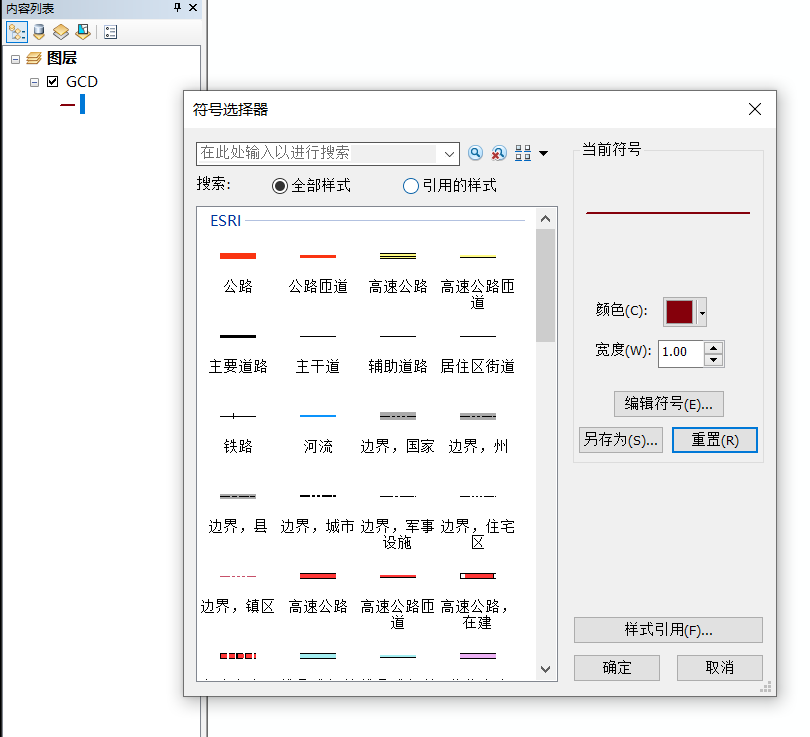 内容列表
图层
GCD
符号选择器
在此处输入以进行搜索
搜索:
全部样式
引用的样式
ESRI
公路
公路匝道
高速公路
高速公路匝
道
主要道路
主干道
辅助道路
居住区街道
铁路
河流
边界，国家
边界，州
边界，县
边界，城市
边界，军事
设施
边界，住宅
区
边界，镇区
高速公路
高速公路匝
道
高速公路，
在建
当前符号
颜色(C):
宽度(W):
1.00
编辑符号(E)...
另存为(S)...
重置(R)
样式引用(F)...
确定
取消